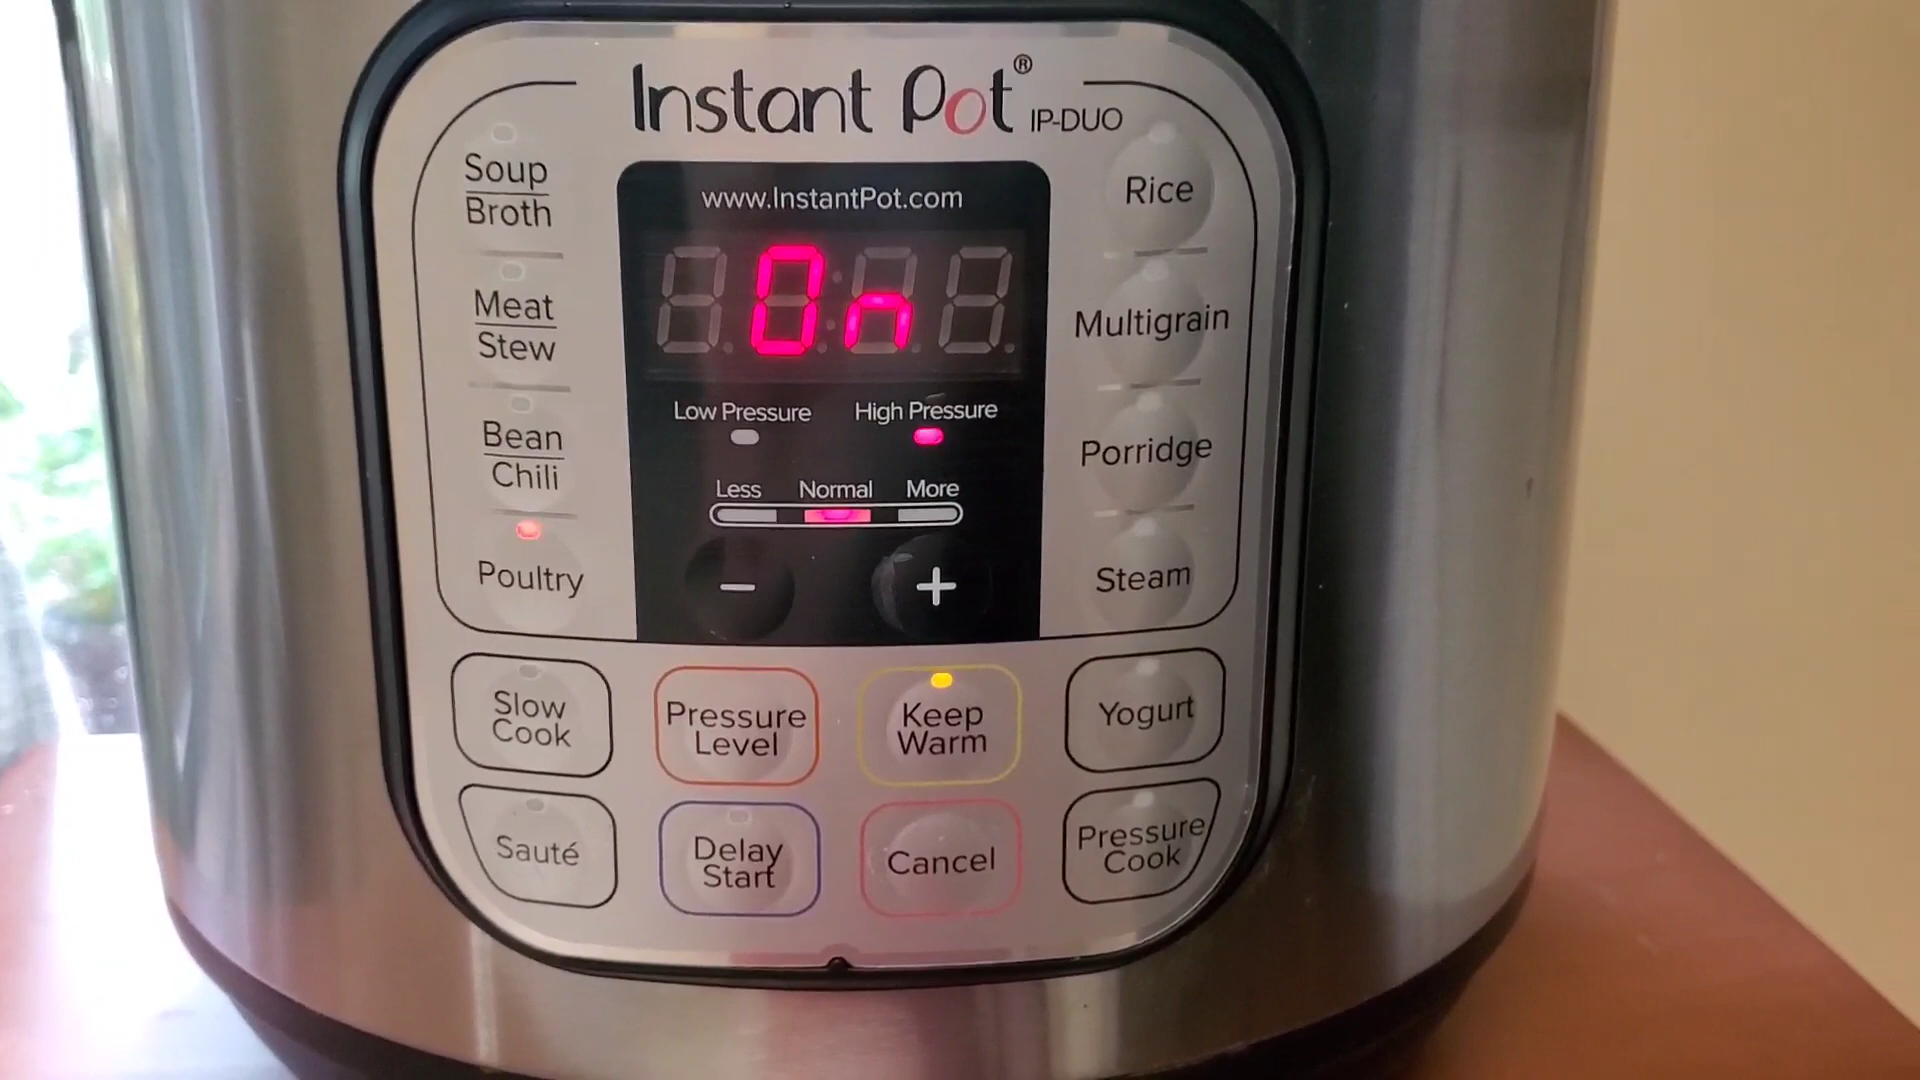 Instant Pot® IP-DUO
www.InstantPot.com
On
Low Pressure High Pressure
Less Normal More
− +
Soup
Broth
Meat
Stew
Bean
Chili
Poultry
Rice
Multigrain
Porridge
Steam
Slow
Cook
Pressure
Level
Keep
Warm
Yogurt
Sauté
Delay
Start
Cancel
Pressure
Cook